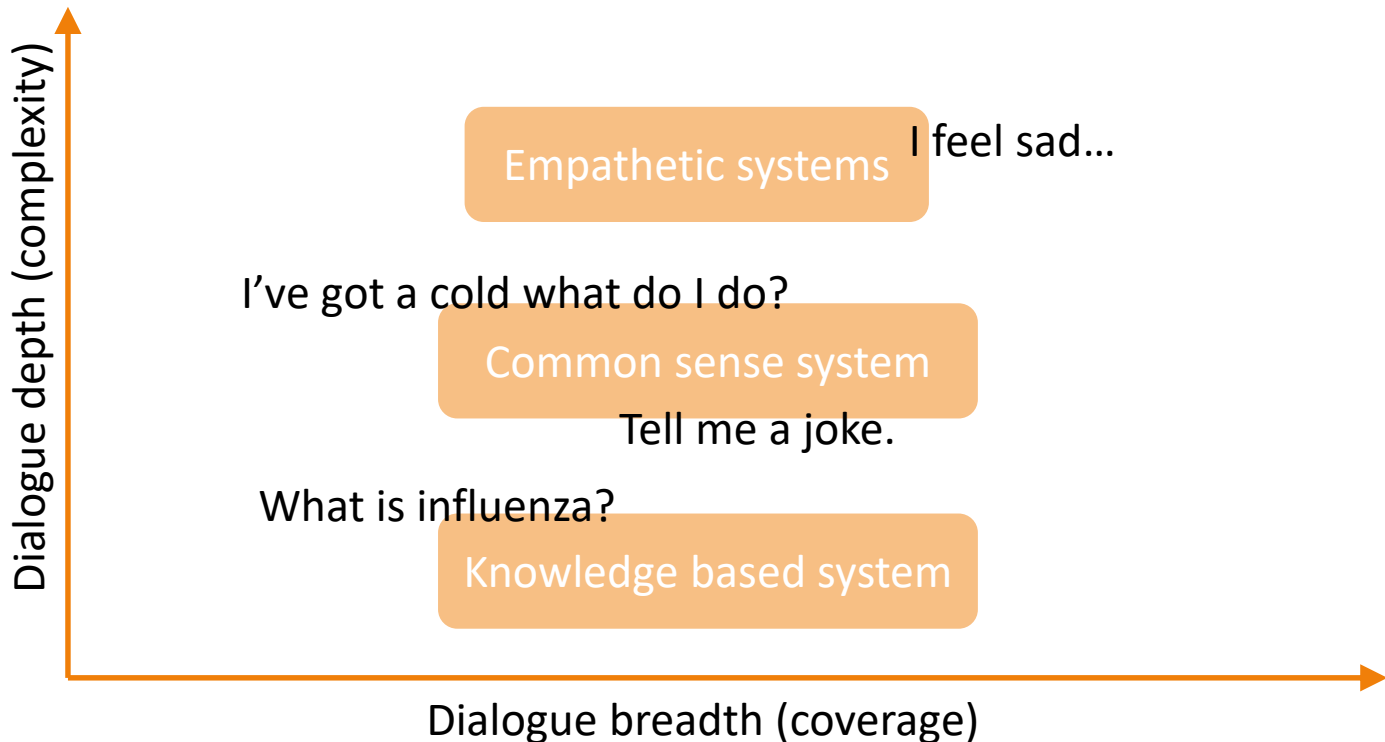 Dialogue depth (complexity)
Empathetic systems
I feel sad…
I’ve got a cold what do I do?
Common sense system
Tell me a joke.
What is influenza?
Knowledge based system
Dialogue breadth (coverage)